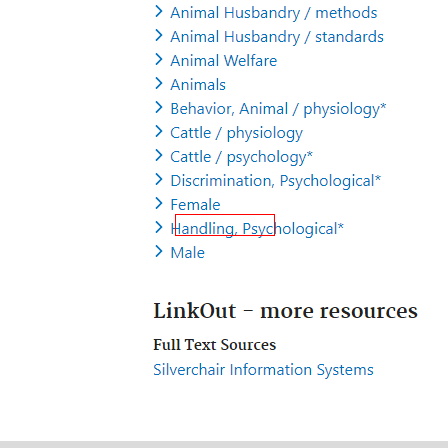 Animal Husbandry / methods
Animal Husbandry / standards
Animal Welfare
Animals
Behavior, Animal / physiology*
Cattle / physiology
Cattle / psychology*
Discrimination, Psychological*
Female
Handling, Psychological*
Male
LinkOut - more resources
Full Text Sources
Silverchair Information Systems